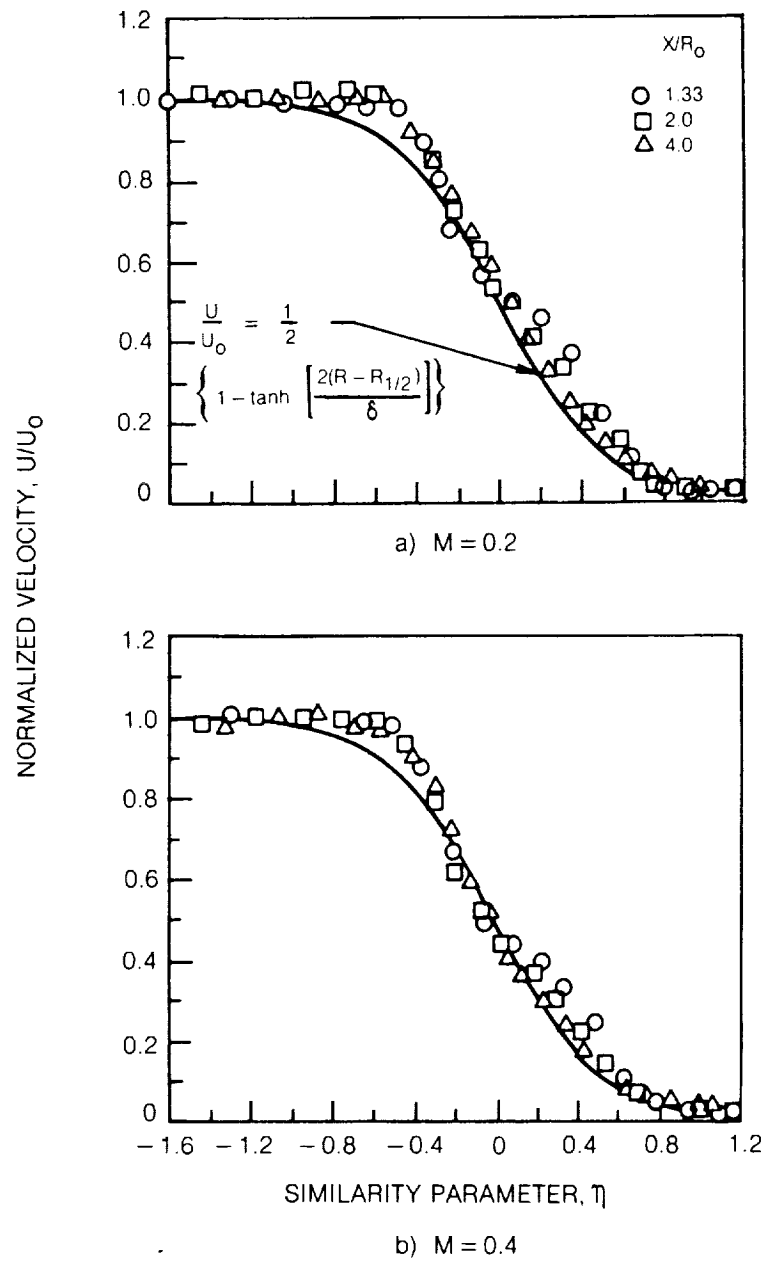 NORMALIZED VELOCITY, U/U₀
1.2
1.0
0.8
0.6
0.4
0.2
0
X/R₀
○ 1.33
□ 2.0
△ 4.0
U/U₀ = 1/2
{1 – tanh [2(R – R₁/₂)/δ]}
a) M = 0.2
1.2
1.0
0.8
0.6
0.4
0.2
0
–1.6 –1.2 –0.8 –0.4 0 0.4 0.8 1.2
SIMILARITY PARAMETER, η
b) M = 0.4